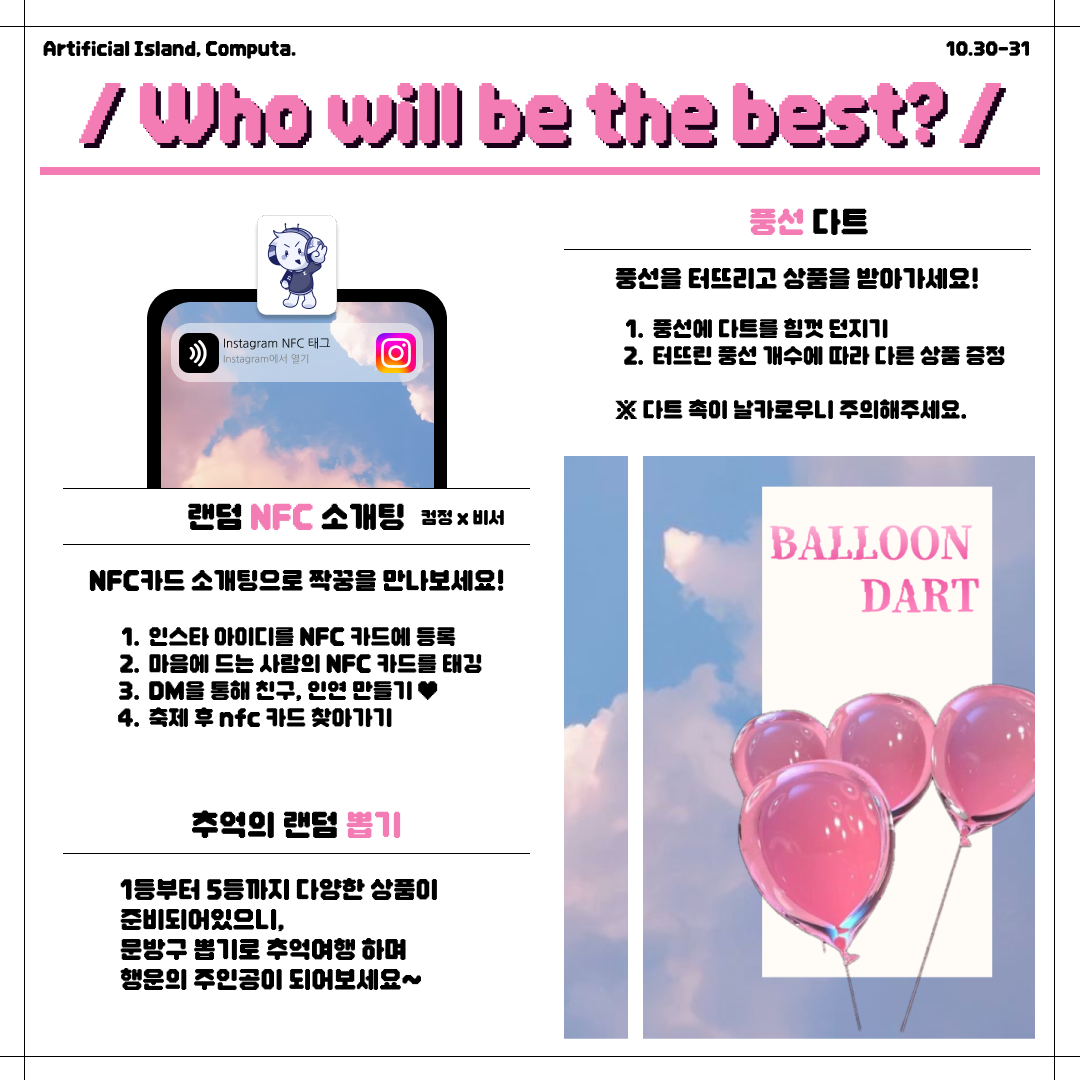 Artificial Island, Computa.
10.30-31
/ Who will be the best? /
Instagram NFC 태그
Instagram에서 열기
랜덤 NFC 소개팅 컴정 x 비서
NFC카드 소개팅으로 짝꿍을 만나보세요!
1. 인스타 아이디를 NFC 카드에 등록
2. 마음에 드는 사람의 NFC 카드를 태깅
3. DM을 통해 친구, 인연 만들기 ♥
4. 축제 후 nfc 카드 찾아가기
추억의 랜덤 뽑기
1등부터 5등까지 다양한 상품이
준비되어있으니,
문방구 뽑기로 추억여행 하며
행운의 주인공이 되어보세요~
풍선 다트
풍선을 터뜨리고 상품을 받아가세요!
1. 풍선에 다트를 힘껏 던지기
2. 터뜨린 풍선 개수에 따라 다른 상품 증정
※ 다트 촉이 날카로우니 주의해주세요.
BALLOON
DART